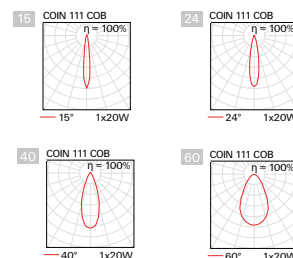 15 COIN 111 COB
η = 100%
15° 1x20W
24 COIN 111 COB
η = 100%
24° 1x20W
40 COIN 111 COB
η = 100%
40° 1x20W
60 COIN 111 COB
η = 100%
60° 1x20W